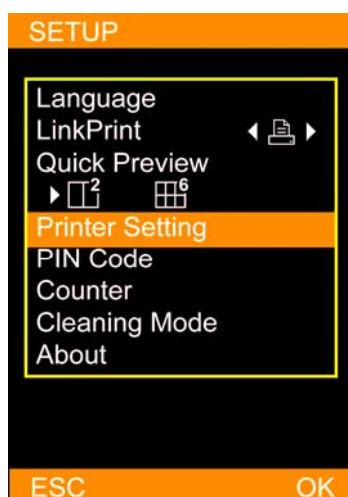 SETUP
Language
LinkPrint
Quick Preview
2 6
Printer Setting
PIN Code
Counter
Cleaning Mode
About
ESC OK